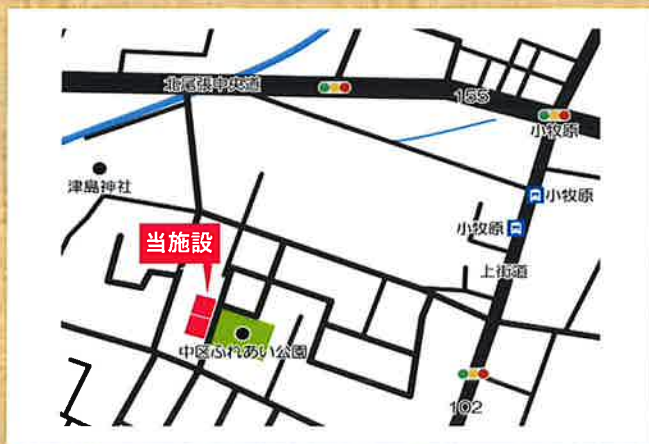 北尾張中央道
155
小牧原
津島神社
小牧原
小牧原
当施設
上街道
中区ふれあい公園
102